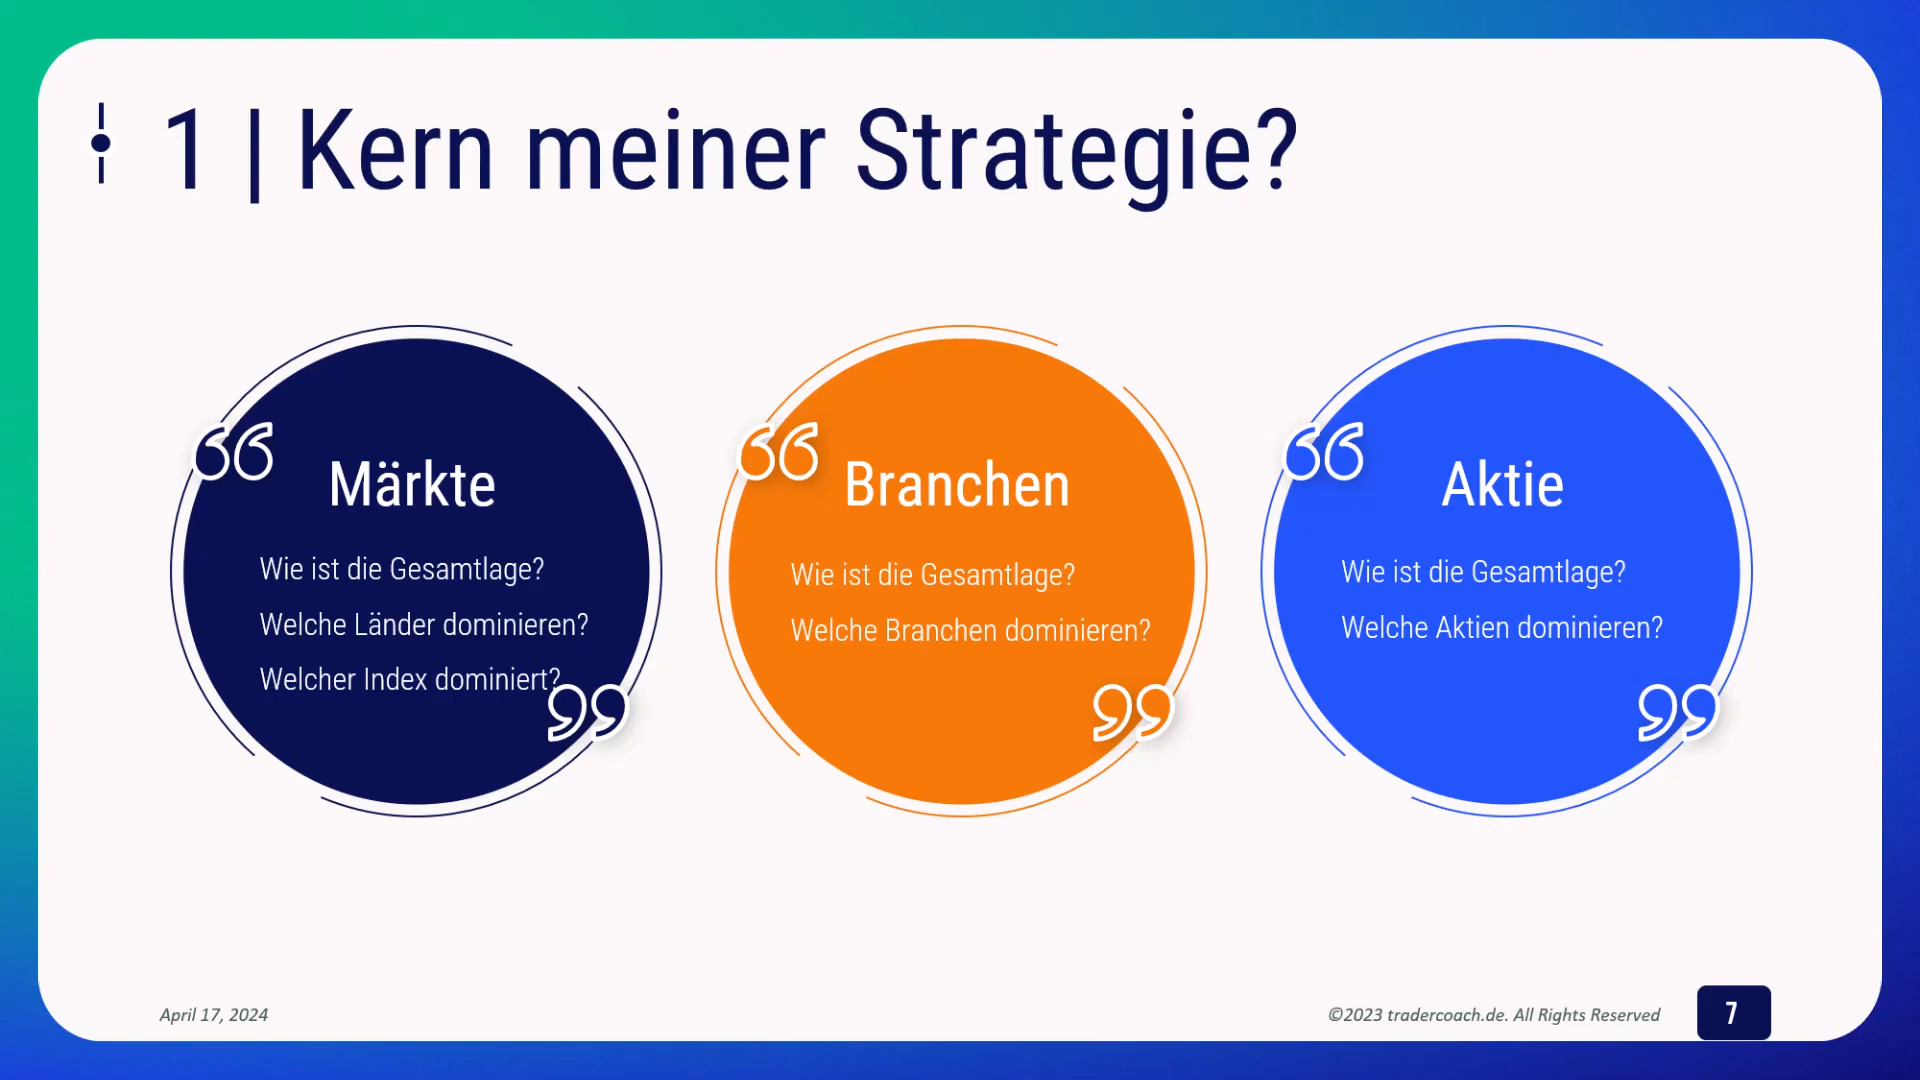 1 | Kern meiner Strategie?
Märkte
Wie ist die Gesamtlage?
Welche Länder dominieren?
Welcher Index dominiert?
Branchen
Wie ist die Gesamtlage?
Welche Branchen dominieren?
Aktie
Wie ist die Gesamtlage?
Welche Aktien dominieren?
April 17, 2024
©2023 tradercoach.de. All Rights Reserved
7